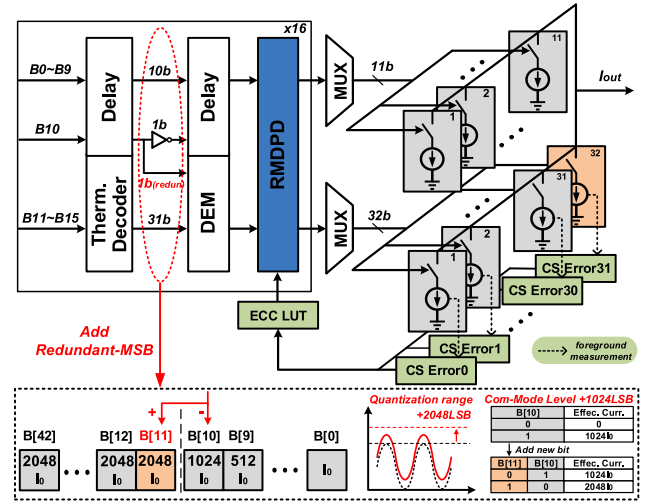 x16
11
B0~B9
10b
Delay
Delay
RMDPD
MUX
11b
Iout
B10
1b
1b(redun)
2
1
32
B11~B15
Therm.
Decoder
31b
DEM
MUX
32b
31
2
1
CS Error31
CS Error30
ECC LUT
CS Error1
CS Error0
Add
Redundant-MSB
foreground
measurement
+
-
B[42]
B[12]
B[11]
B[10]
B[9]
B[0]
2048
I0
2048
I0
2048
I0
1024
I0
512
I0
I0
Quantization range
+2048LSB
Com-Mode Level +1024LSB
B[10] Effec. Curr.
0 0
1 1024I0
Add new bit
B[11] B[10] Effec. Curr.
0 1 1024I0
1 0 2048I0